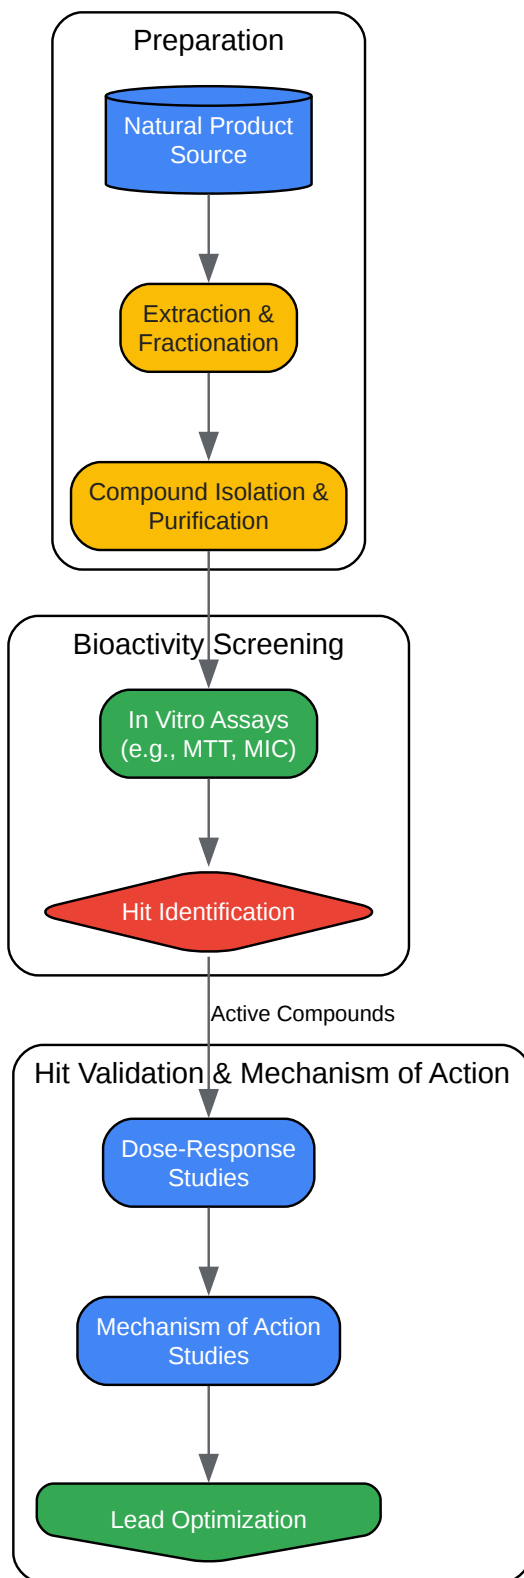 Preparation
Natural Product
Source
Extraction &
Fractionation
Compound Isolation &
Purification
Bioactivity Screening
In Vitro Assays
(e.g., MTT, MIC)
Hit Identification
Active Compounds
Hit Validation & Mechanism of Action
Dose-Response
Studies
Mechanism of Action
Studies
Lead Optimization